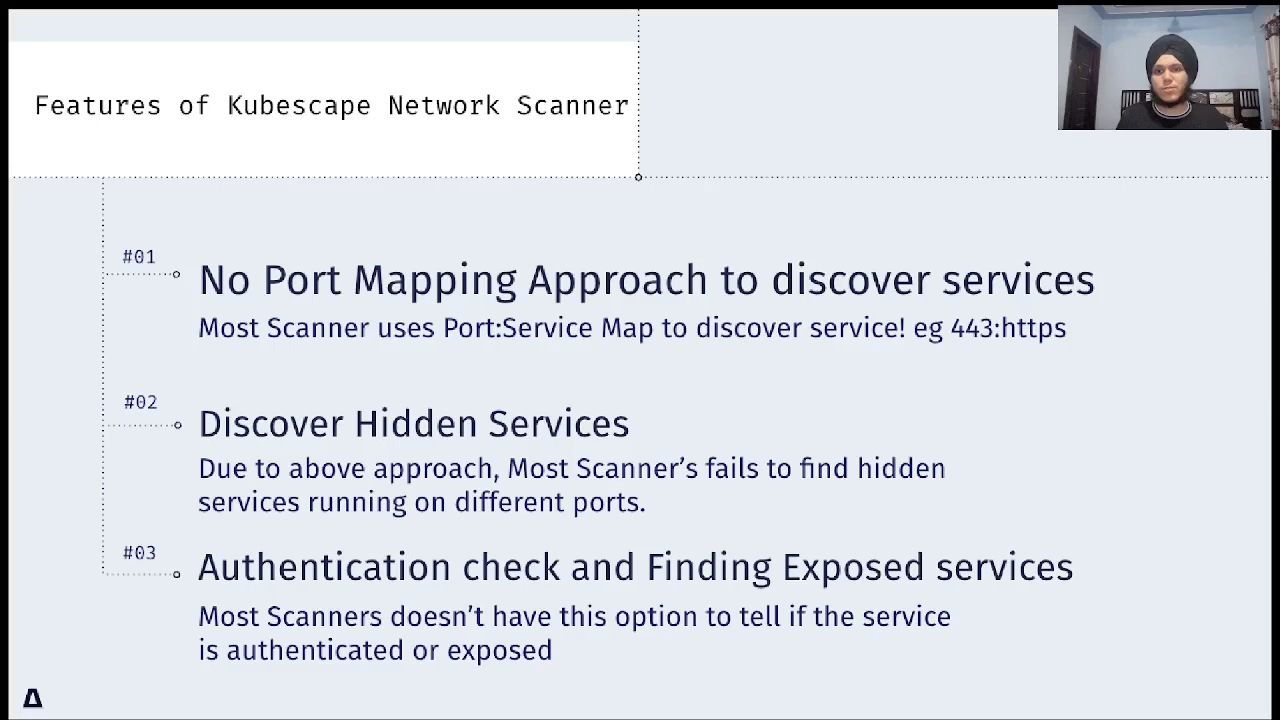 Features of Kubescape Network Scanner
#01
No Port Mapping Approach to discover services
Most Scanner uses Port:Service Map to discover service! eg 443:https
#02
Discover Hidden Services
Due to above approach, Most Scanner’s fails to find hidden
services running on different ports.
#03
Authentication check and Finding Exposed services
Most Scanners doesn’t have this option to tell if the service
is authenticated or exposed